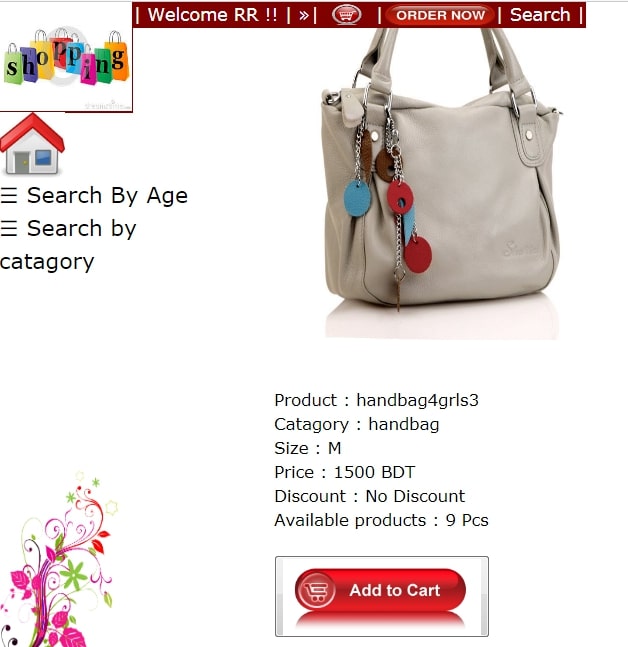 shopping
| Welcome RR !! | »| | ORDER NOW | Search |
☰ Search By Age
☰ Search by
catagory
Product : handbag4grls3
Catagory : handbag
Size : M
Price : 1500 BDT
Discount : No Discount
Available products : 9 Pcs
Add to Cart